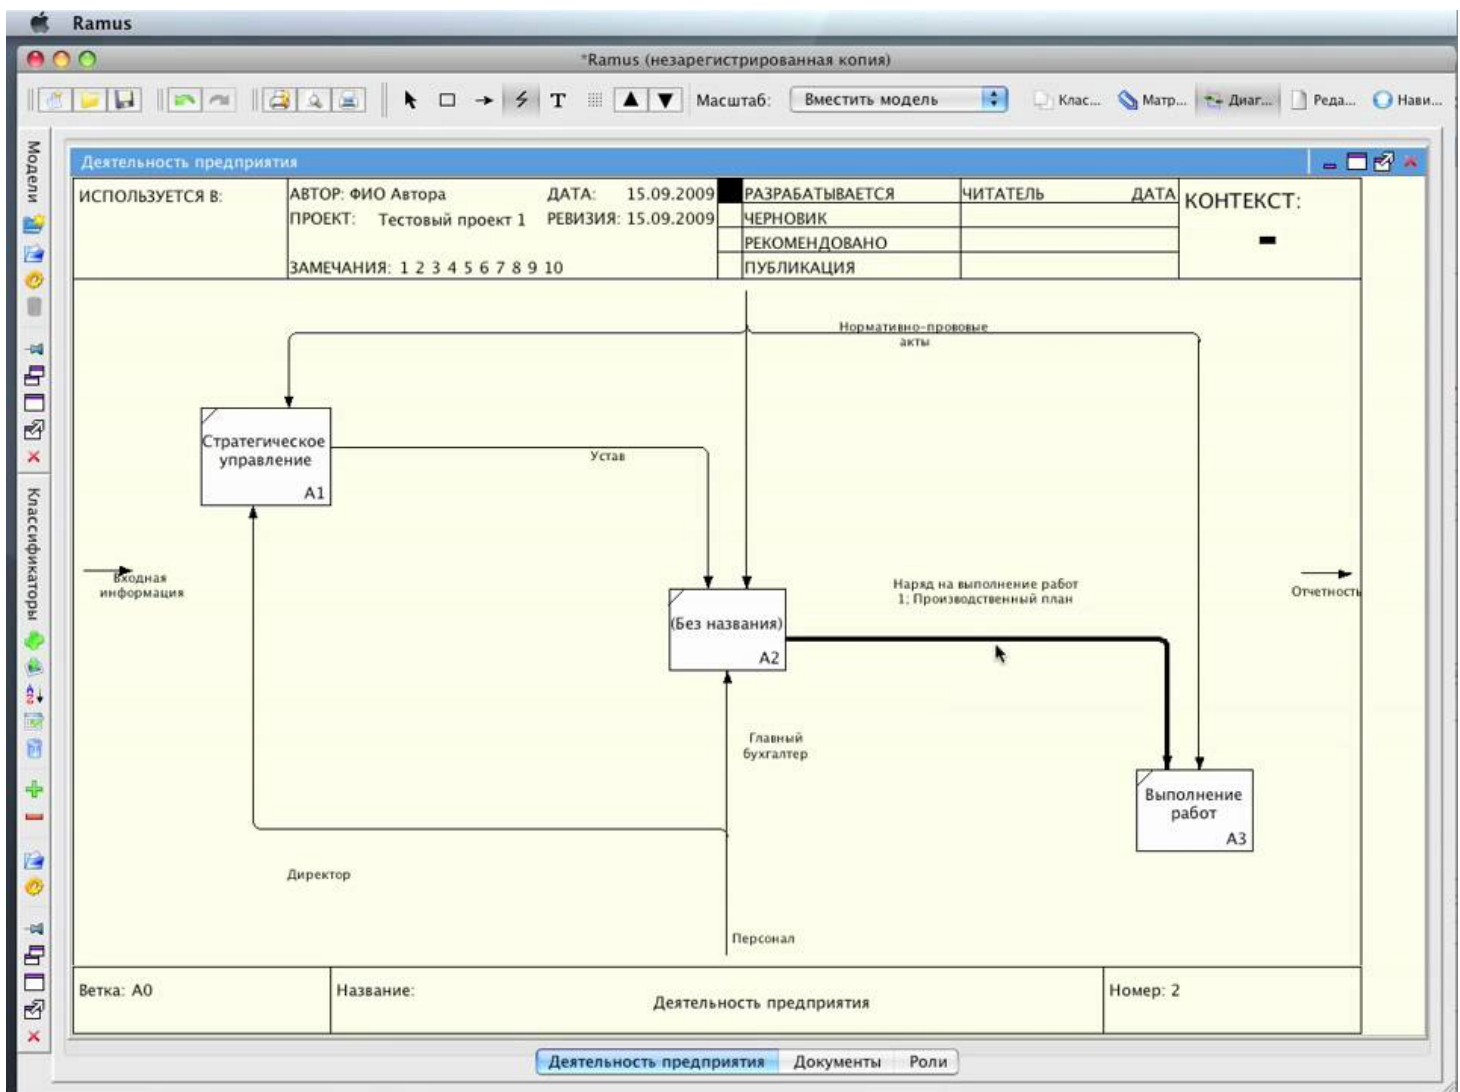 Ramus
*Ramus (незарегистрированная копия)
T
Масштаб:
Вместить модель
Клас...
Матр...
Диаг...
Реда...
Нави...
Модели
Классификаторы
Деятельность предприятия
ИСПОЛЬЗУЕТСЯ В:
АВТОР: ФИО Автора
ДАТА: 15.09.2009
ПРОЕКТ: Тестовый проект 1
РЕВИЗИЯ: 15.09.2009
ЗАМЕЧАНИЯ: 1 2 3 4 5 6 7 8 9 10
РАЗРАБАТЫВАЕТСЯ
ЧЕРНОВИК
РЕКОМЕНДОВАНО
ПУБЛИКАЦИЯ
ЧИТАТЕЛЬ
ДАТА
КОНТЕКСТ:
Нормативно-прововые
акты
Стратегическое
управление
A1
Устав
Входная
информация
(Без названия)
A2
Наряд на выполнение работ
1; Производственный план
Отчетность
Главный
бухгалтер
Выполнение
работ
A3
Директор
Персонал
Ветка: A0
Название:
Деятельность предприятия
Номер: 2
Деятельность предприятия
Документы
Роли